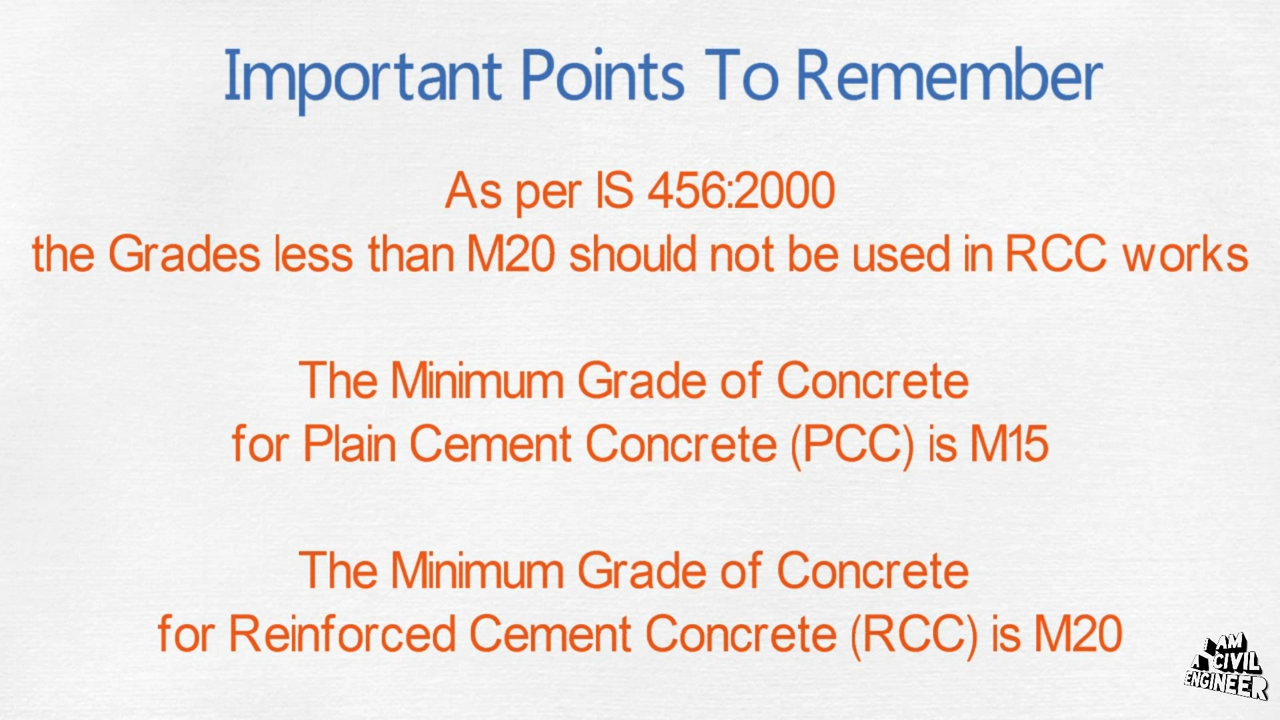 Important Points To Remember
As per IS 456:2000
the Grades less than M20 should not be used in RCC works
The Minimum Grade of Concrete
for Plain Cement Concrete (PCC) is M15
The Minimum Grade of Concrete
for Reinforced Cement Concrete (RCC) is M20
I AM
A CIVIL
ENGINEER